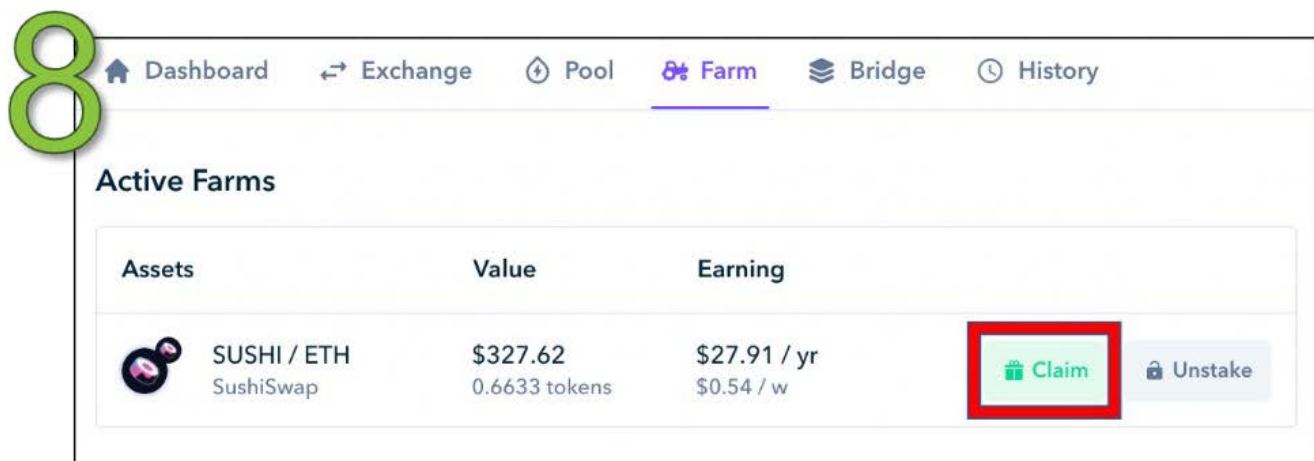 8
Dashboard Exchange Pool Farm Bridge History
Active Farms
Assets Value Earning
SUSHI / ETH $327.62 $27.91 / yr Claim Unstake
SushiSwap 0.6633 tokens $0.54 / w